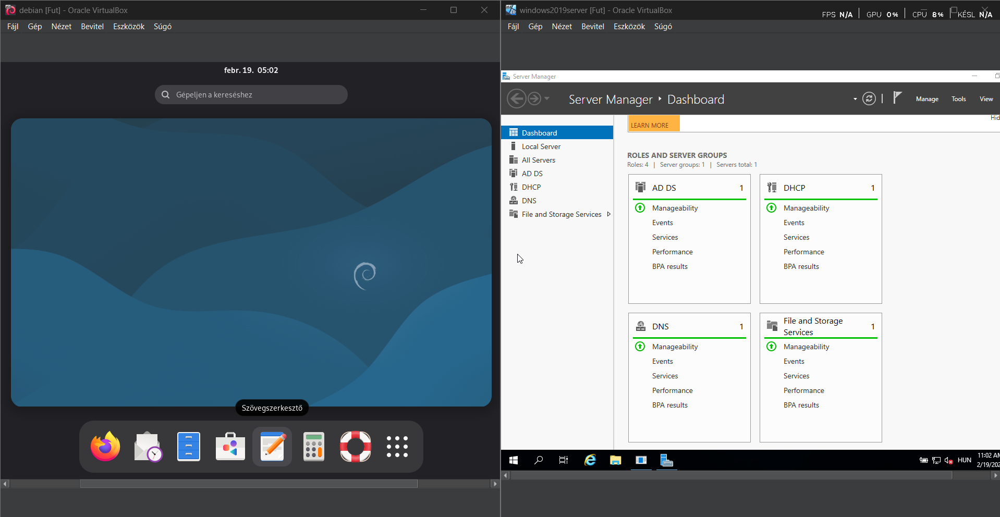 debian [Fut] - Oracle VirtualBox
Fájl Gép Nézet Bevitel Eszközök Súgó
febr. 19. 05:02
Gépeljen a kereséshez
Szövegszerkesztő
windows2019server [Fut] - Oracle VirtualBox
FPS N/A GPU 0% CPU 8% KÉSL N/A
Fájl Gép Nézet Bevitel Eszközök Súgó
Server Manager
Server Manager Dashboard
Manage Tools View
Dashboard
Local Server
All Servers
AD DS
DHCP
DNS
File and Storage Services
LEARN MORE
Hid
ROLES AND SERVER GROUPS
Roles: 4 | Server groups: 1 | Servers total: 1
AD DS 1
Manageability
Events
Services
Performance
BPA results
DHCP 1
Manageability
Events
Services
Performance
BPA results
DNS 1
Manageability
Events
Services
Performance
BPA results
File and Storage
Services 1
Manageability
Events
Services
Performance
BPA results
HUN
11:02 AM
2/19/202